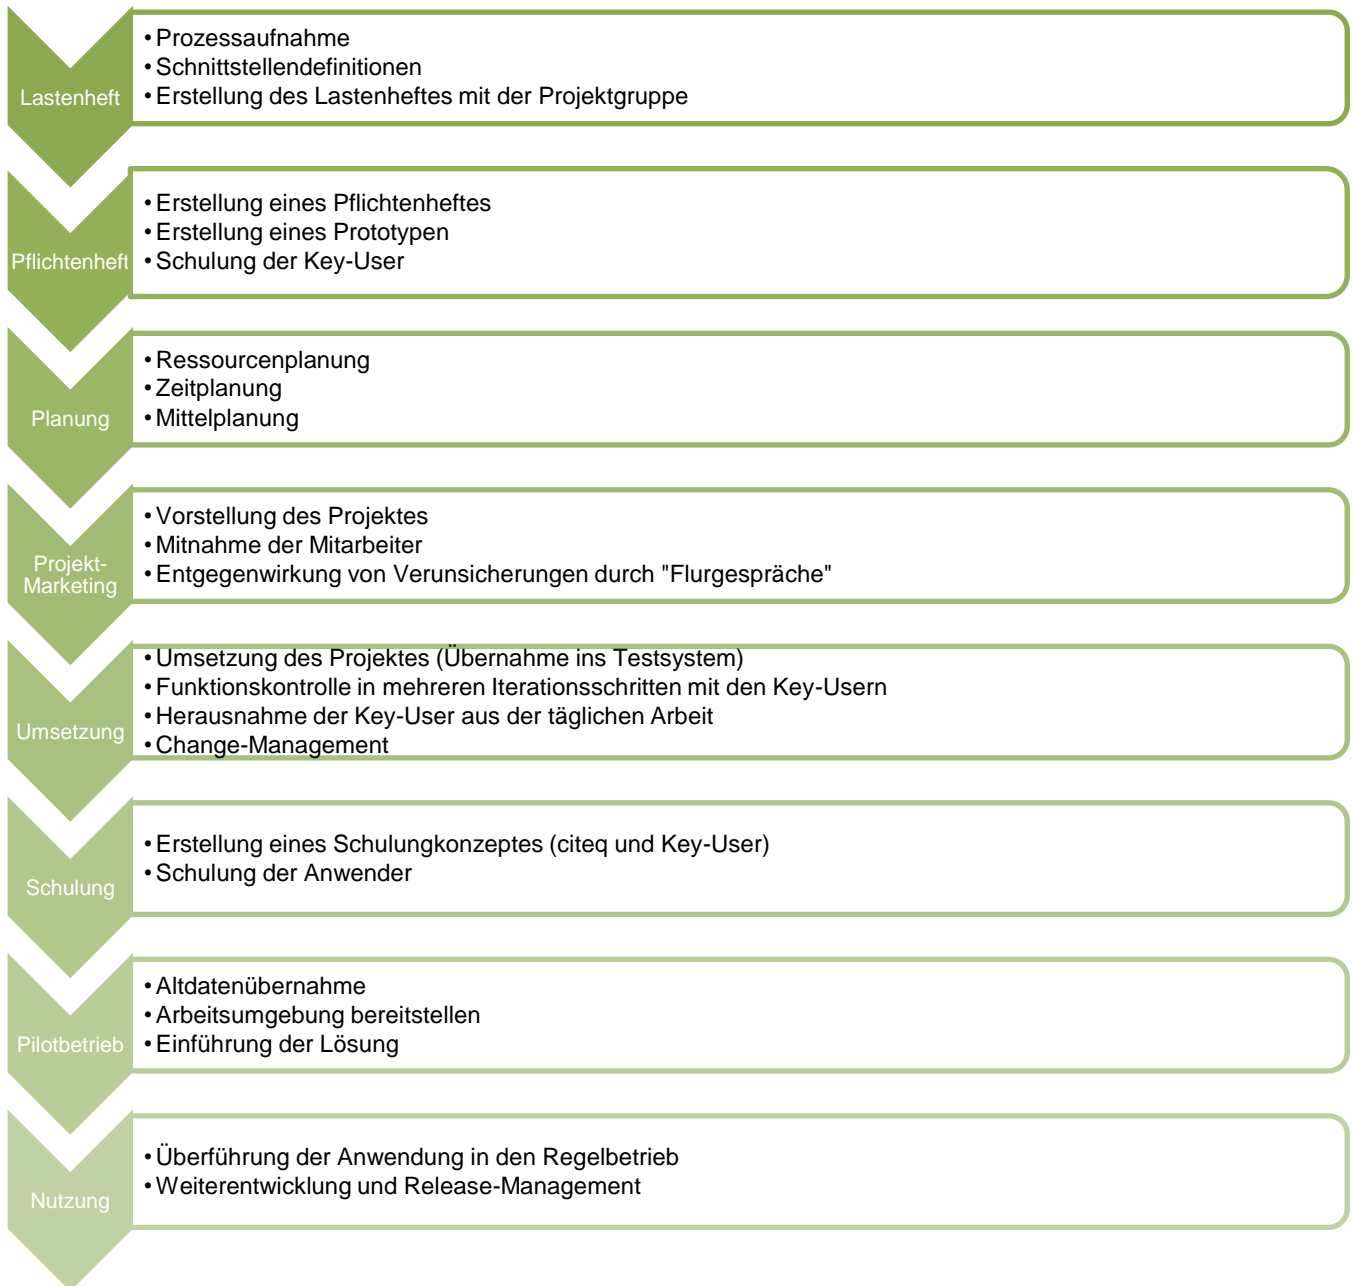 Lastenheft
• Prozessaufnahme
• Schnittstellendefinitionen
• Erstellung des Lastenheftes mit der Projektgruppe
Pflichtenheft
• Erstellung eines Pflichtenheftes
• Erstellung eines Prototypen
• Schulung der Key-User
Planung
• Ressourcenplanung
• Zeitplanung
• Mittelplanung
Projekt-
Marketing
• Vorstellung des Projektes
• Mitnahme der Mitarbeiter
• Entgegenwirkung von Verunsicherungen durch "Flurgespräche"
Umsetzung
• Umsetzung des Projektes (Übernahme ins Testsystem)
• Funktionskontrolle in mehreren Iterationsschritten mit den Key-Usern
• Herausnahme der Key-User aus der täglichen Arbeit
• Change-Management
Schulung
• Erstellung eines Schulungkonzeptes (citeq und Key-User)
• Schulung der Anwender
Pilotbetrieb
• Altdatenübernahme
• Arbeitsumgebung bereitstellen
• Einführung der Lösung
Nutzung
• Überführung der Anwendung in den Regelbetrieb
• Weiterentwicklung und Release-Management